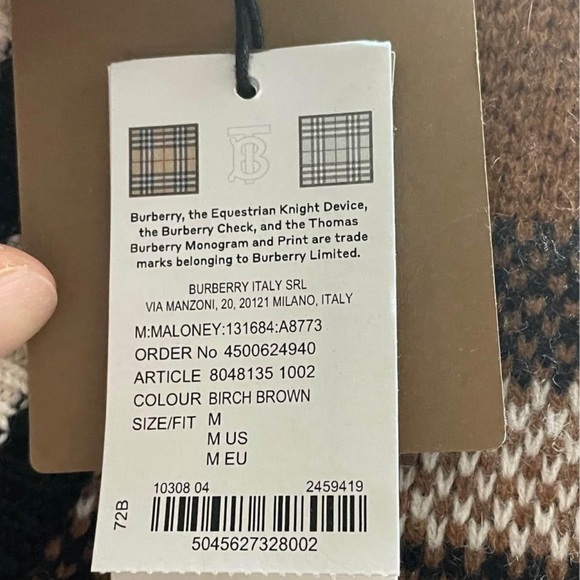 TB
Burberry, the Equestrian Knight Device,
the Burberry Check, and the Thomas
Burberry Monogram and Print are trade
marks belonging to Burberry Limited.
BURBERRY ITALY SRL
VIA MANZONI, 20, 20121 MILANO, ITALY
M:MALONEY:131684:A8773
ORDER No 4500624940
ARTICLE 8048135 1002
COLOUR BIRCH BROWN
SIZE/FIT M
M US
M EU
10308 04 2459419
72B
5045627328002